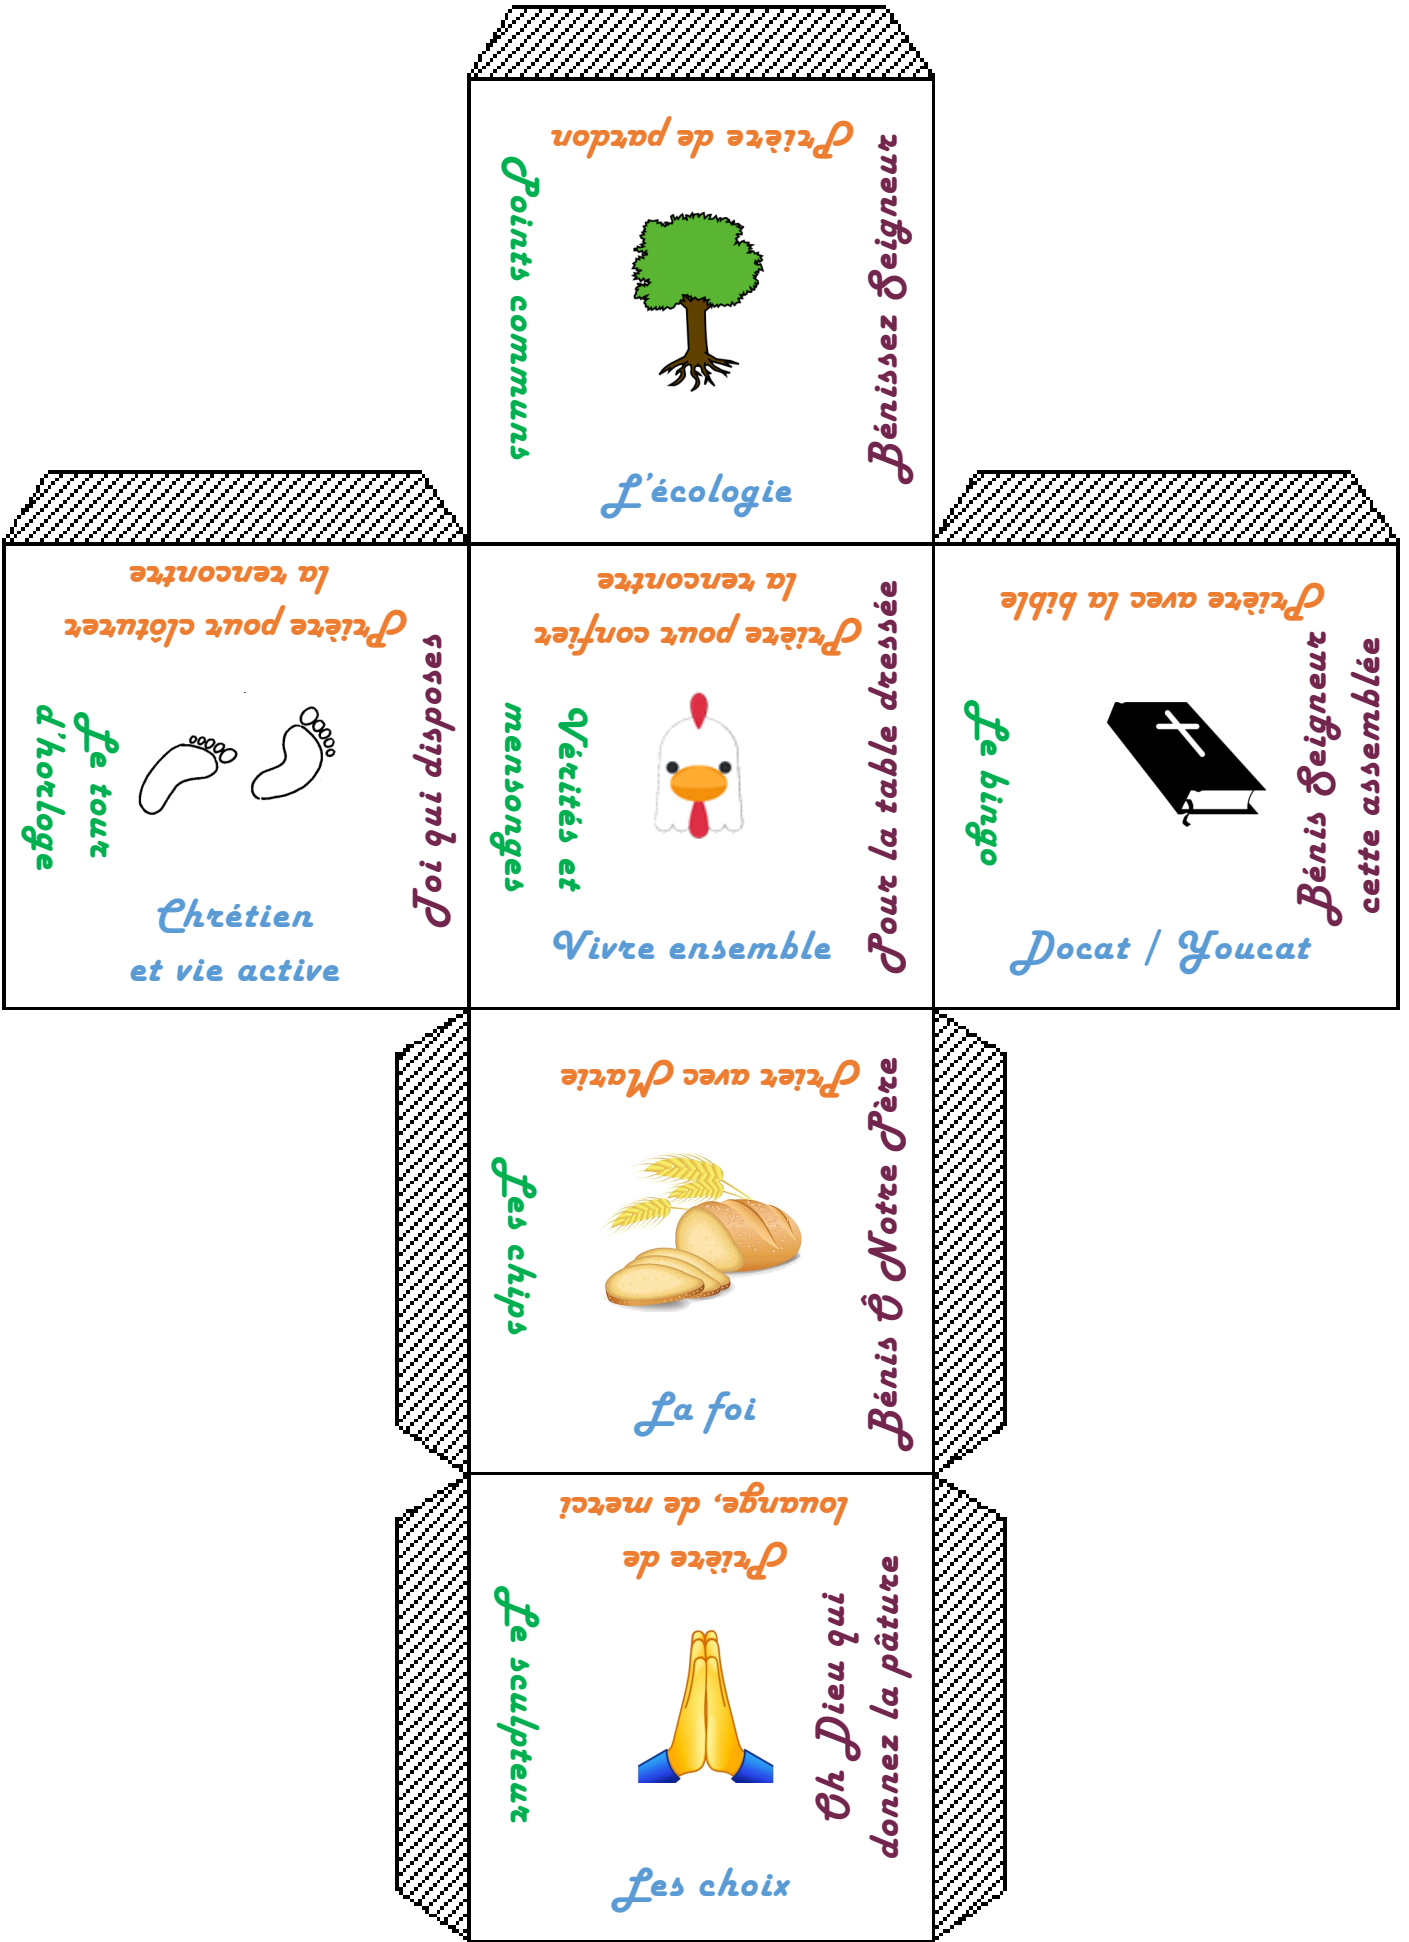 Prière de pardon
Points communs
Bénissez Seigneur
L'écologie
Prière pour clôturer
la rencontre
Le tour
d'horloge
Toi qui disposes
Chrétien
et vie active
Prière pour confier
la rencontre
Vérités et
mensonges
Pour la table dressée
Vivre ensemble
Prière avec la bible
Le bingo
Bénis Seigneur
cette assemblée
Docat / Youcat
Prier avec Marie
Les chips
Bénis Ô Notre Père
La foi
Prière de
louange, de merci
Le sculpteur
Oh Dieu qui
donnez la pâture
Les choix